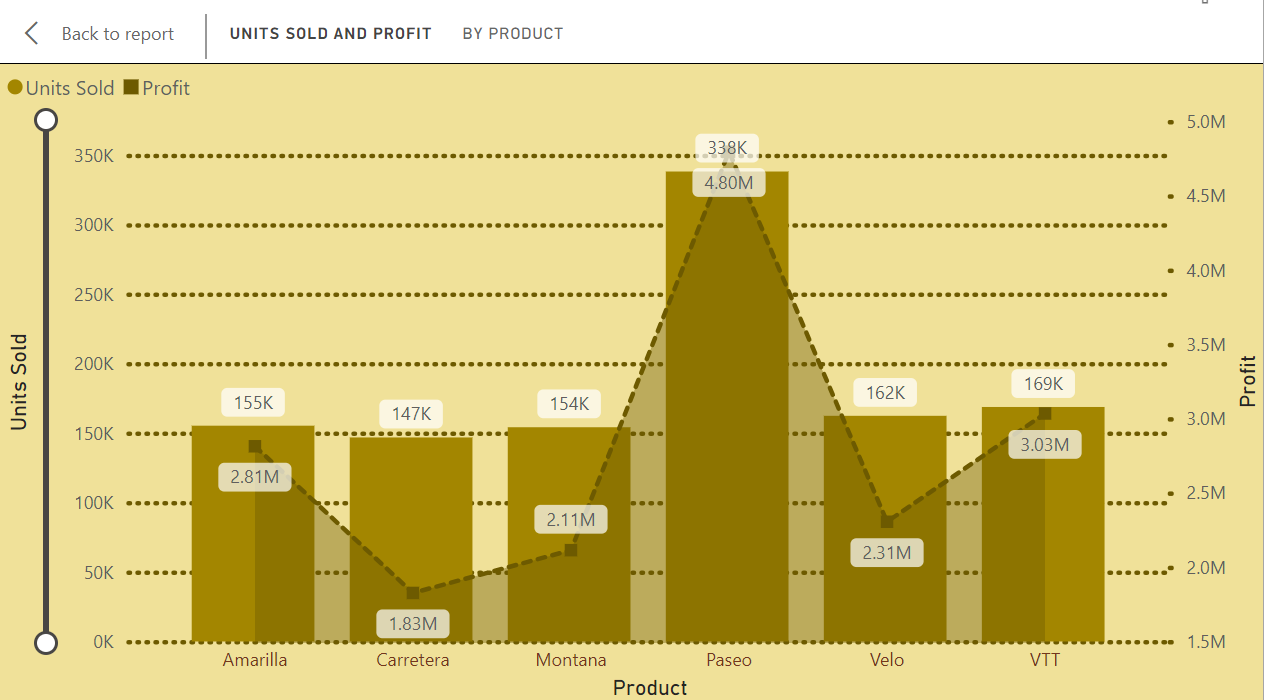 Back to report
UNITS SOLD AND PROFIT BY PRODUCT
Units Sold Profit
5.0M
350K
338K
4.80M
4.5M
300K
4.0M
250K
3.5M
200K
Units Sold
Profit
155K
147K
154K
162K
169K
3.0M
150K
2.81M
3.03M
2.5M
100K
2.11M
2.31M
2.0M
50K
1.83M
0K
1.5M
Amarilla Carretera Montana Paseo Velo VTT
Product